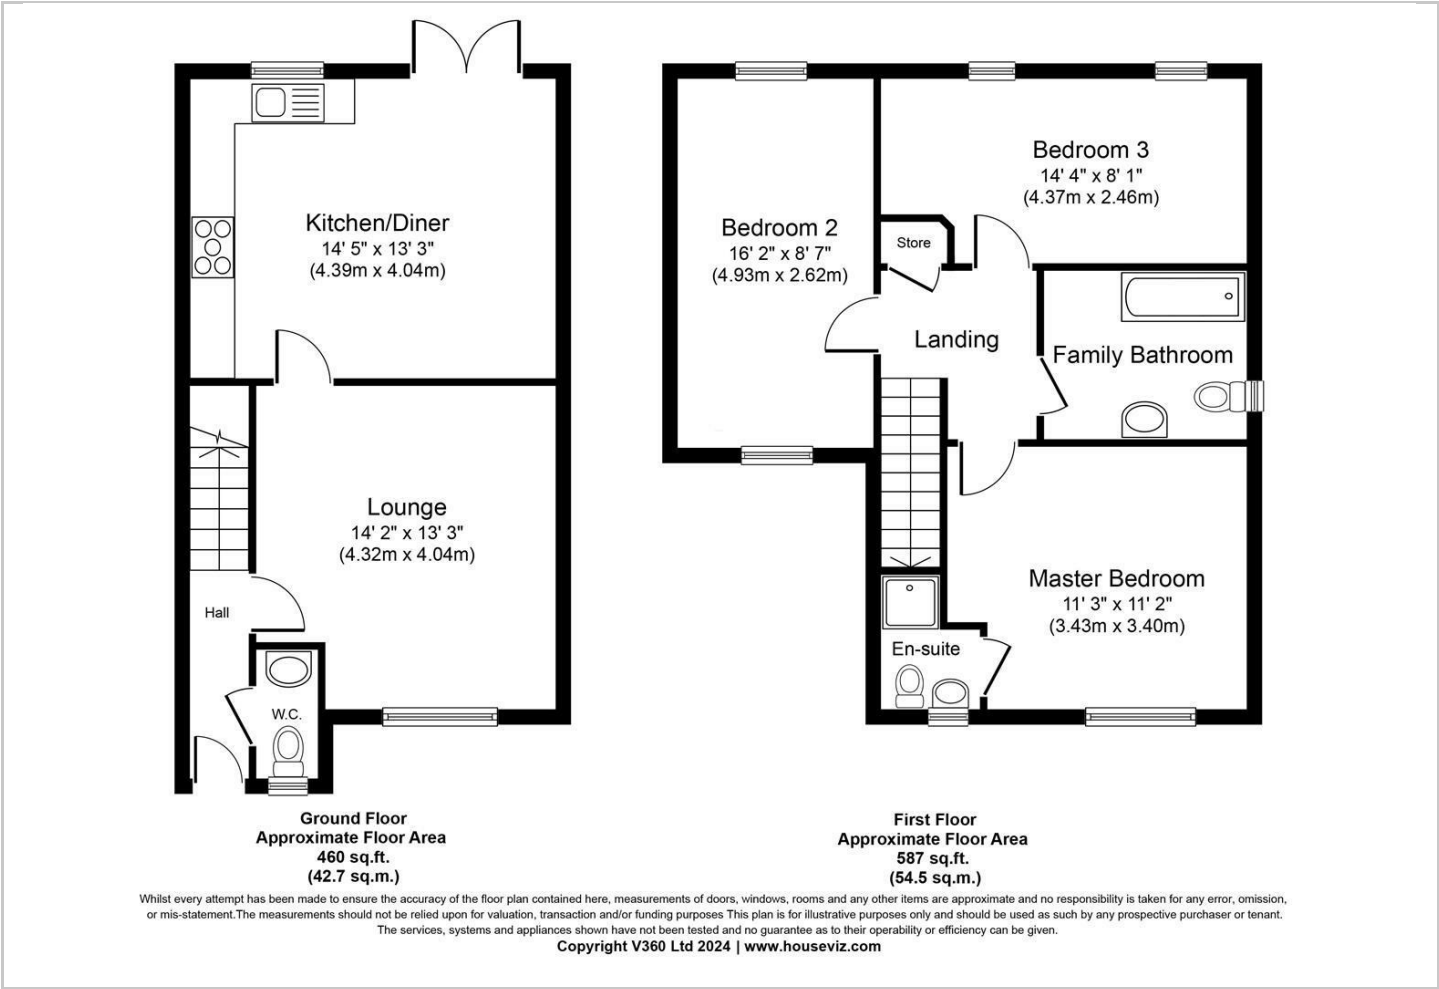 Kitchen/Diner
14' 5" x 13' 3"
(4.39m x 4.04m)
Lounge
14' 2" x 13' 3"
(4.32m x 4.04m)
Hall
W.C.
Ground Floor
Approximate Floor Area
460 sq.ft.
(42.7 sq.m.)
Bedroom 3
14' 4" x 8' 1"
(4.37m x 2.46m)
Bedroom 2
16' 2" x 8' 7"
(4.93m x 2.62m)
Store
Landing
Family Bathroom
Master Bedroom
11' 3" x 11' 2"
(3.43m x 3.40m)
En-suite
First Floor
Approximate Floor Area
587 sq.ft.
(54.5 sq.m.)
Whilst every attempt has been made to ensure the accuracy of the floor plan contained here, measurements of doors, windows, rooms and any other items are approximate and no responsibility is taken for any error, omission,
or mis-statement.The measurements should not be relied upon for valuation, transaction and/or funding purposes This plan is for illustrative purposes only and should be used as such by any prospective purchaser or tenant.
The services, systems and appliances shown have not been tested and no guarantee as to their operability or efficiency can be given.
Copyright V360 Ltd 2024 | www.houseviz.com